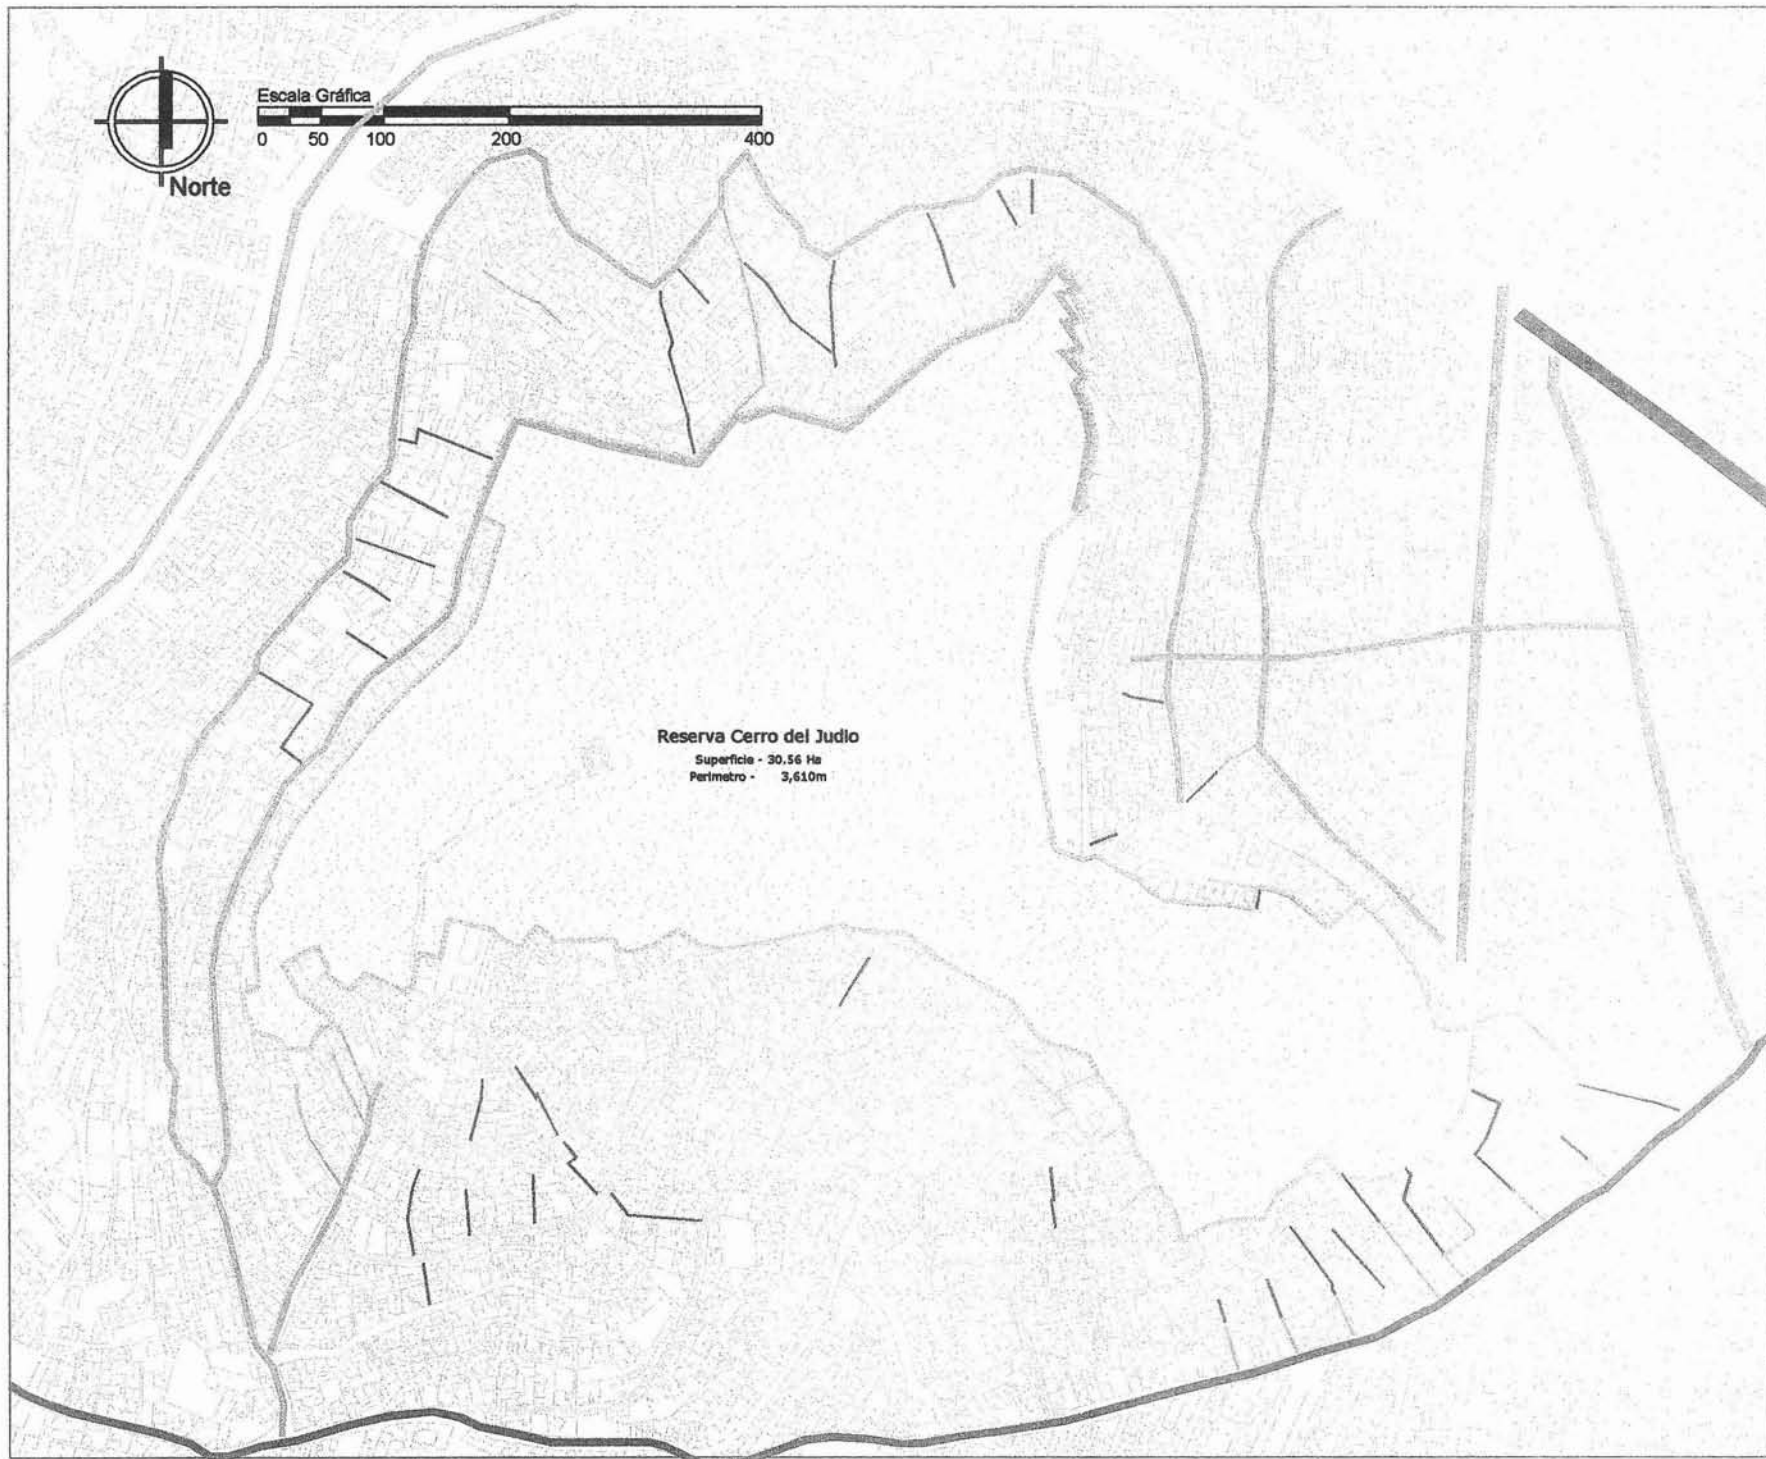 Escala Gráfica
0 50 100 200 400
Norte
Reserva Cerro del Judio
Superficie - 30.56 Ha
Perimetro - 3,610m